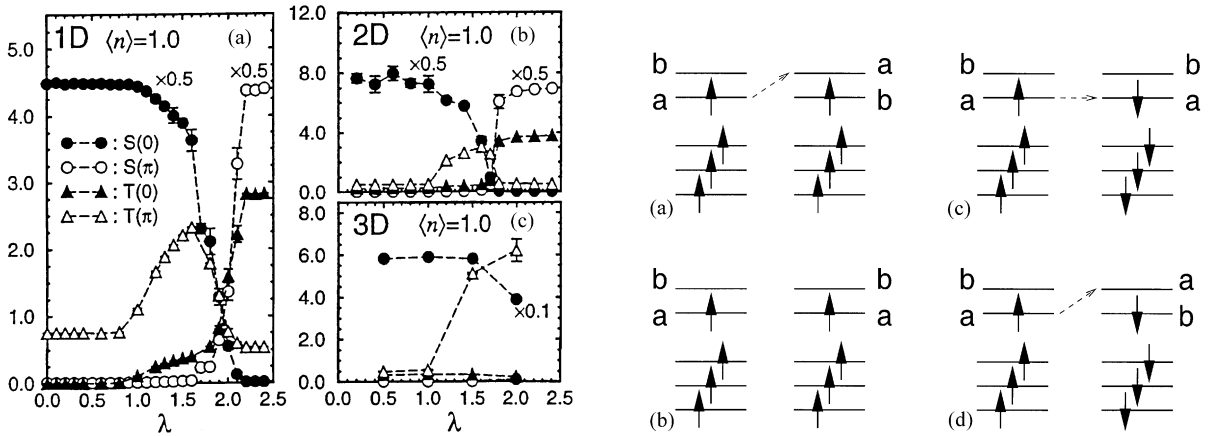 1D ⟨n⟩=1.0 (a)
×0.5
×0.5
5.0
4.0
3.0
2.0
1.0
0.0
: S(0)
: S(π)
: T(0)
: T(π)
0.0 0.5 1.0 1.5 2.0 2.5
λ
12.0
2D ⟨n⟩=1.0 (b)
×0.5
×0.5
8.0
4.0
0.0
8.0
3D ⟨n⟩=1.0 (c)
6.0
4.0
×0.1
2.0
0.0
0.0 0.5 1.0 1.5 2.0 2.5
λ
b a
a b
(a)
b b
a a
(c)
b b
a a
(b)
b a
a b
(d)